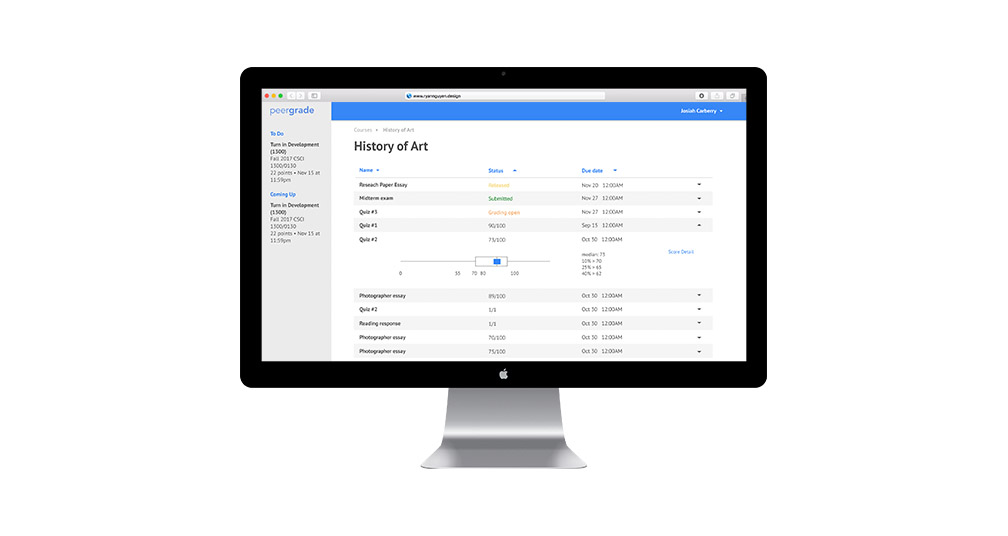 www.ryannguyen.design
peergrade
Josiah Carberry
To Do
Turn in Development
(1300)
Fall 2017 CSCI
1300/0130
22 points • Nov 15 at
11:59pm
Coming Up
Turn in Development
(1300)
Fall 2017 CSCI
1300/0130
22 points • Nov 15 at
11:59pm
Courses History of Art
History of Art
Name Status Due date
Reseach Paper Essay Released Nov 20 12:00AM
Midterm exam Submitted Nov 27 12:00AM
Quiz #3 Grading open Nov 27 12:00AM
Quiz #1 90/100 Sep 15 12:00AM
Quiz #2 73/100 Oct 30 12:00AM
median: 73
10% > 70
25% > 65
40% > 62
Score Detail
0 55 70 80 100
Photographer essay 89/100 Oct 30 12:00AM
Quiz #2 1/1 Oct 30 12:00AM
Reading response 1/1 Oct 30 12:00AM
Photographer essay 70/100 Oct 30 12:00AM
Photographer essay 75/100 Oct 30 12:00AM